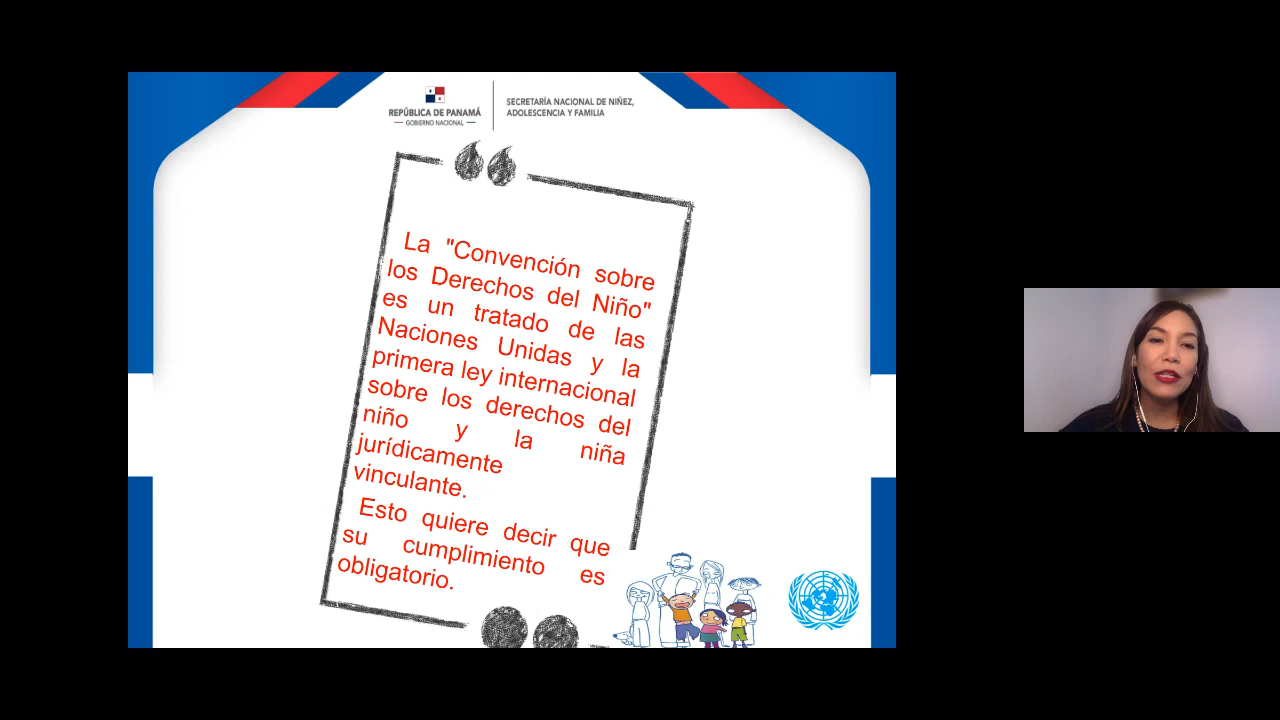 REPÚBLICA DE PANAMÁ
— GOBIERNO NACIONAL —
SECRETARÍA NACIONAL DE NIÑEZ,
ADOLESCENCIA Y FAMILIA
La "Convención sobre
los Derechos del Niño"
es un tratado de las
Naciones Unidas y la
primera ley internacional
sobre los derechos del
niño y la niña
jurídicamente
vinculante.
Esto quiere decir que
su cumplimiento es
obligatorio.